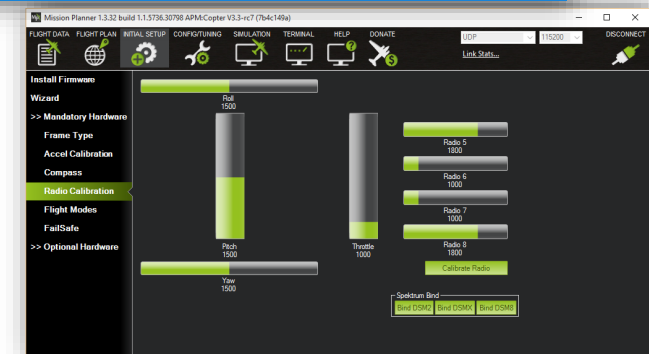 Mission Planner 1.3.32 build 1.1.5736.30798 APM:Copter V3.3-rc7 (7b4c149a)
FLIGHT DATA FLIGHT PLAN INITIAL SETUP CONFIG/TUNING SIMULATION TERMINAL HELP DONATE UDP 115200 DISCONNECT
Link Stats...
Install Firmware
Wizard
>> Mandatory Hardware
Frame Type
Accel Calibration
Compass
Radio Calibration
Flight Modes
FailSafe
>> Optional Hardware
Roll
1500
Pitch
1500
Throttle
1000
Yaw
1500
Radio 5
1800
Radio 6
1000
Radio 7
1000
Radio 8
1800
Calibrate Radio
Spektrum Bind
Bind DSM2 Bind DSMX Bind DSM8